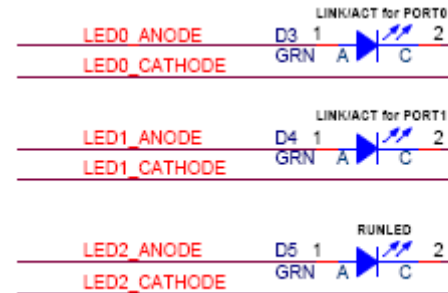 LINK/ACT for PORT0
LED0_ANODE D3 1 2
LED0_CATHODE GRN A C
LINK/ACT for PORT1
LED1_ANODE D4 1 2
LED1_CATHODE GRN A C
RUNLED
LED2_ANODE D5 1 2
LED2_CATHODE GRN A C